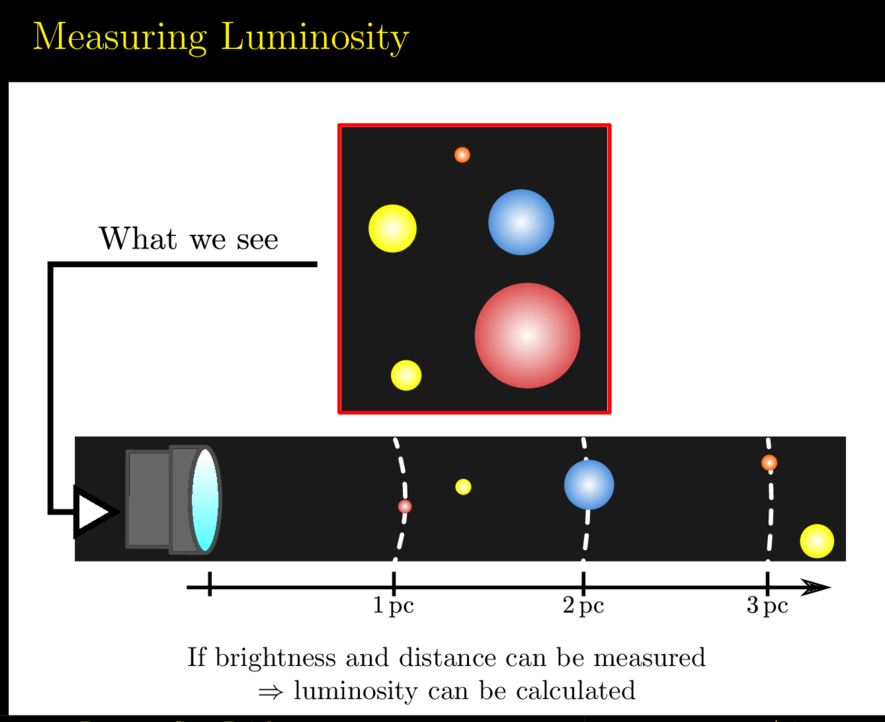 Measuring Luminosity
What we see
1 pc
2 pc
3 pc
If brightness and distance can be measured
⇒ luminosity can be calculated